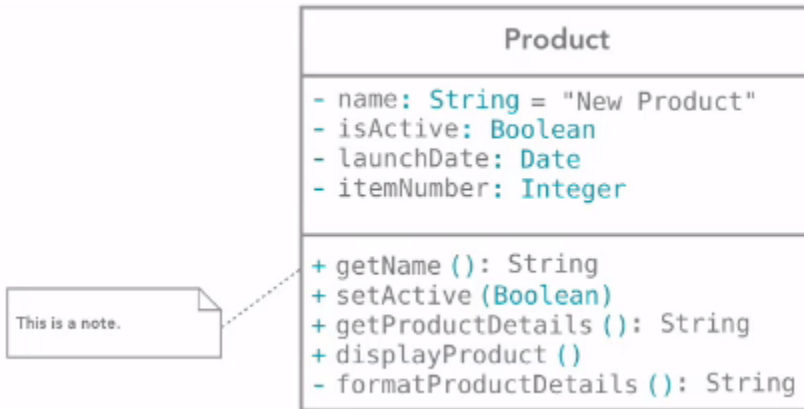 Product
- name: String = "New Product"
- isActive: Boolean
- launchDate: Date
- itemNumber: Integer
+ getName (): String
+ setActive (Boolean)
+ getProductDetails (): String
+ displayProduct ()
- formatProductDetails (): String
This is a note.